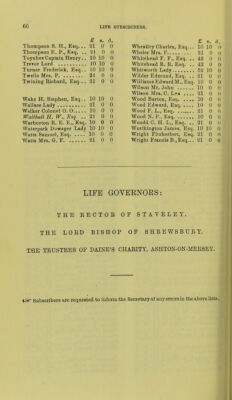 66 LIFE SUBSCRIBERS.
£ s. d.
Thompson S. H., Esq... 21 0 0
Thompson E. P., Esq. 21 0 0
Topulos Captain Henry.. 10 10 0
Trevor Lord .......... 10 10 0
Turner Frederick, Esq. 10 10 0
Twells Mrs. P. ........ 21 0 0
Twining Richard, Esq. 21 0 0
Wake H. Stephen, Esq. 10 10 0
Wallace Lady .......... 21 0 0
Walker Colonel O. .... 10 0 0
Walthall H. W., Esq. .. 21 0 0
Warburton R. E. E., Esq. 10 0 0
Waterpark Dowager Lady 10 10 0
Watts Samuel, Esq. .... 10 0 0
Watts Mrs. G. F. ...... 21 0 0
£ s. d.
Wheatley Charles, Esq... 10 10 0
Wheler Mrs. F. ........ 21 0 0
Whitehead F. F., Esq. .. 42 0 0
Whitehead R. R., Esq. .. 42 0 0
Whitworth Lady ...... 52 10 0
Wilder Edmund, Esq. .. 21 0 0
Williams Edward M., Esq. 10 0 0
Wilson Mr. John ...... 10 0 0
Wilson Mrs. O. Lea .... 21 0 0
Wood Burton, Esq. .... 10 0 0
Wood Edward, Esq. .... 10 0 0
Wood F. L., Esq. ...... 21 0 0
Wood N. P., Esq. ...... 10 0 0
Woodd C. H. L., Esq. .. 21 0 0
Worthington James, Esq. 10 10 0
Wright Fitzherbert, Esq. 21 0 0
Wright Francis B., Esq. 21 0 0
LIFE GOVERNORS:
THE RECTOR OF STAVELEY.
THE LORD BISHOP OF SHREWSBURY.
THE TRUSTEES OF DAINE'S CHARITY, ASHTON-ON-MERSEY.
Subscribers are requested to inform the Secretary of any errors in the above lists.